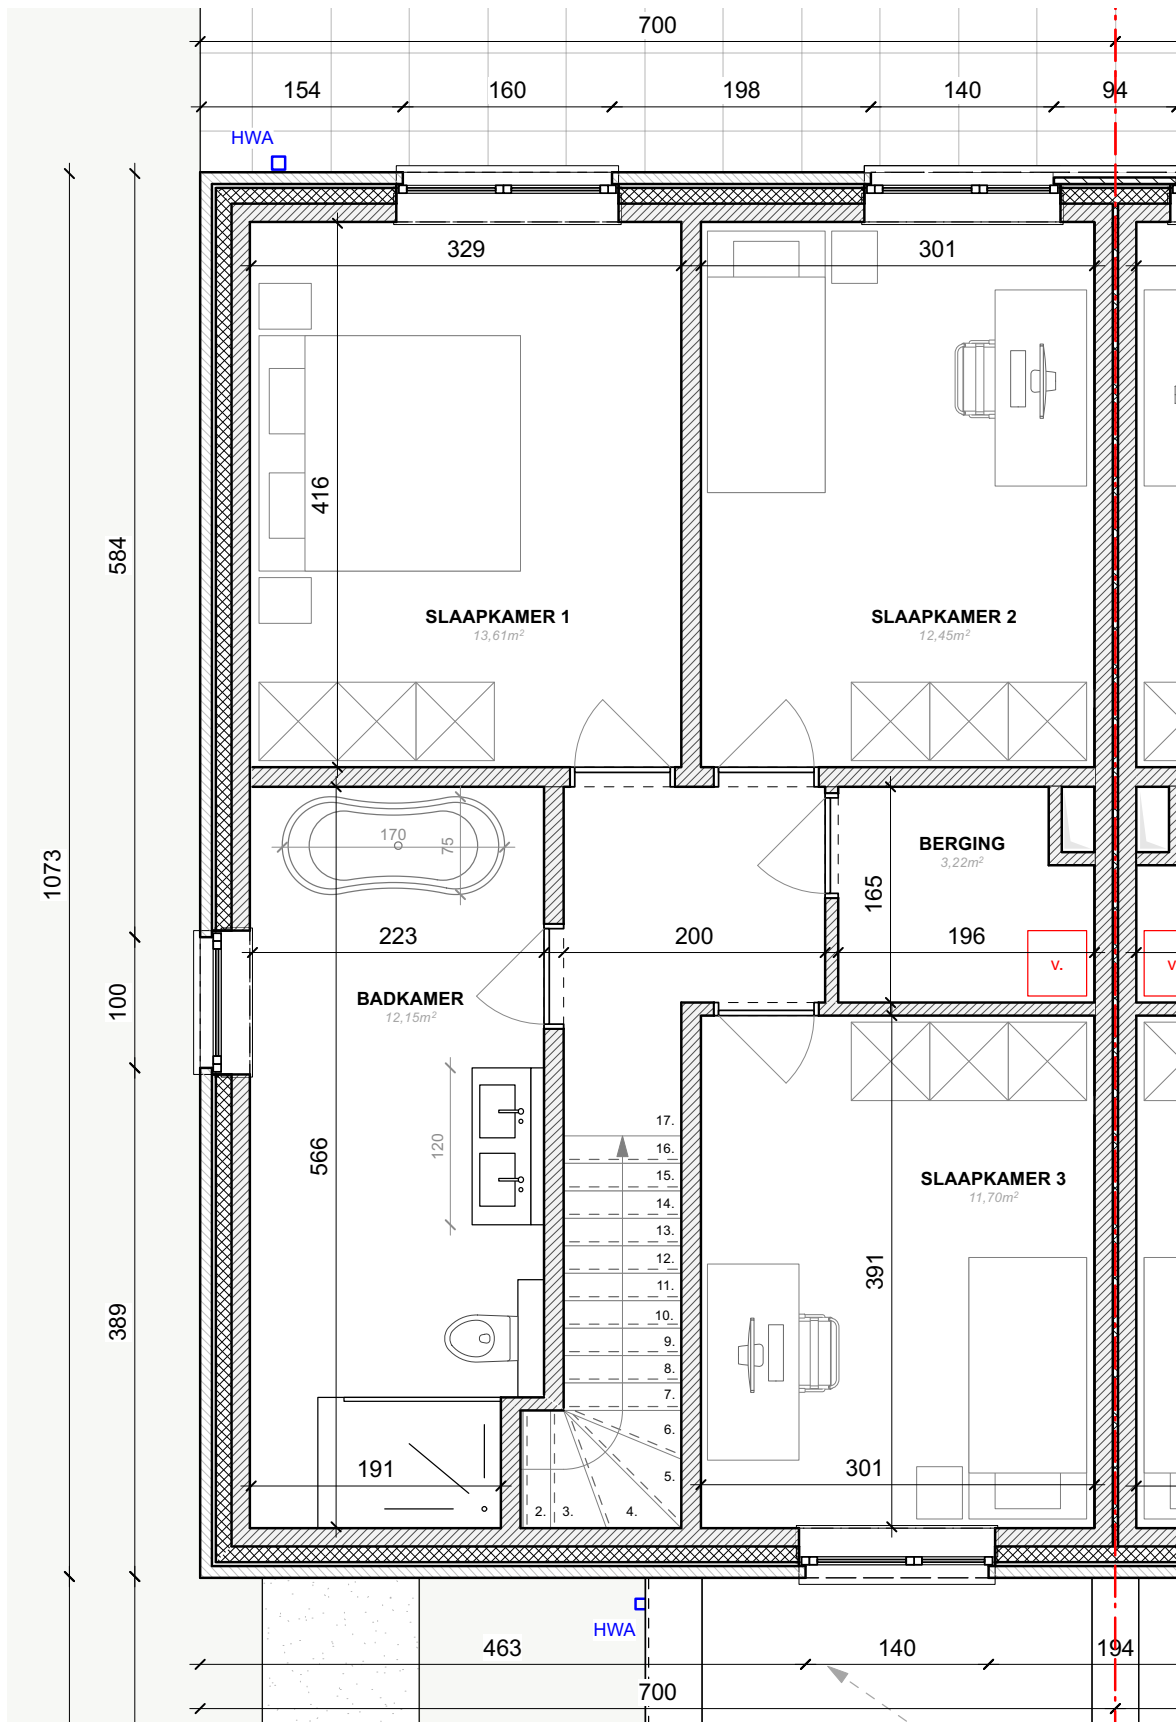 700
154 160 198 140 94
HWA
329 301
416
584
SLAAPKAMER 1
13,61m²
SLAAPKAMER 2
12,45m²
170
75
BERGING
3,22m²
1073
165
223 200 196
v.
v
BADKAMER
12,15m²
100
120
17.
16.
15.
14.
13.
12.
11.
10.
9.
8.
7.
6.
5.
4.
3.
2.
566
SLAAPKAMER 3
11,70m²
391
389
191
301
HWA
463 140 194
700